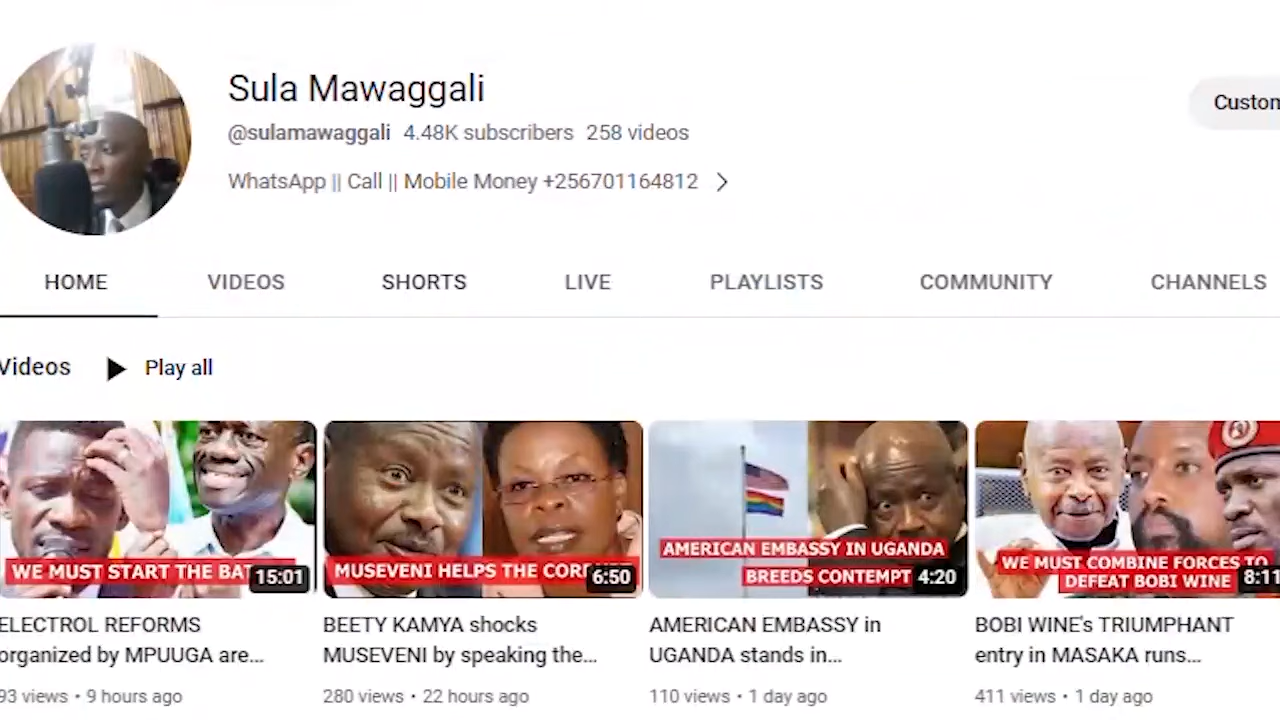 Sula Mawaggali
@sulamawaggali 4.48K subscribers 258 videos
WhatsApp || Call || Mobile Money +256701164812
Custom
HOME VIDEOS SHORTS LIVE PLAYLISTS COMMUNITY CHANNELS
Videos Play all
WE MUST START THE BAT
15:01
MUSEVENI HELPS THE COR
6:50
AMERICAN EMBASSY IN UGANDA
BREEDS CONTEMPT 4:20
WE MUST COMBINE FORCES TO
DEFEAT BOBI WINE 8:11
ELECTROL REFORMS
organized by MPUUGA are...
93 views • 9 hours ago
BEETY KAMYA shocks
MUSEVENI by speaking the...
280 views • 22 hours ago
AMERICAN EMBASSY in
UGANDA stands in...
110 views • 1 day ago
BOBI WINE's TRIUMPHANT
entry in MASAKA runs...
411 views • 1 day ago